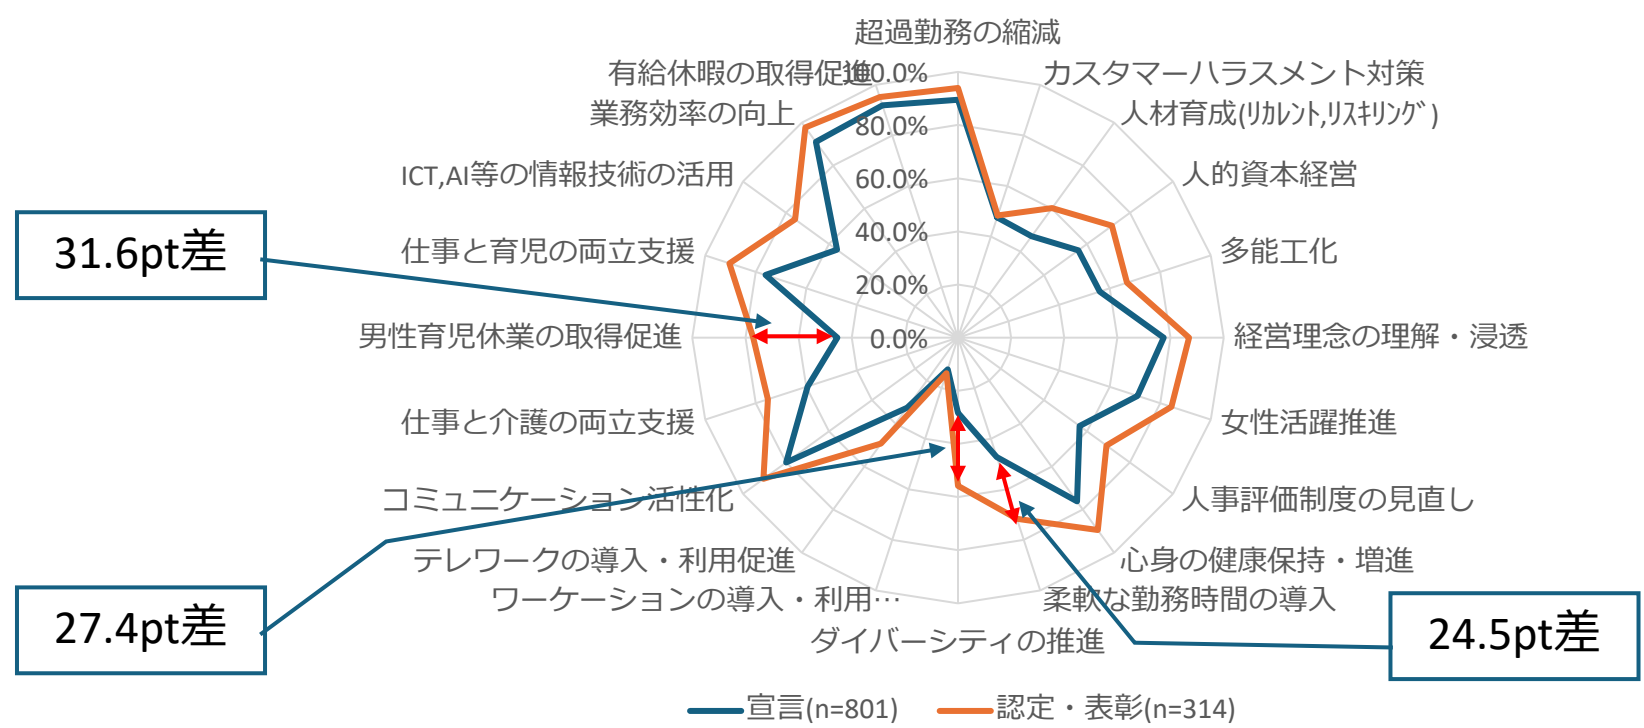 超過勤務の縮減
カスタマーハラスメント対策
人材育成(ﾘｶﾚﾝﾄ,ﾘｽｷﾘﾝｸﾞ)
人的資本経営
多能工化
経営理念の理解・浸透
女性活躍推進
人事評価制度の見直し
心身の健康保持・増進
柔軟な勤務時間の導入
ダイバーシティの推進
ワーケーションの導入・利用…
テレワークの導入・利用促進
コミュニケーション活性化
仕事と介護の両立支援
男性育児休業の取得促進
仕事と育児の両立支援
ICT,AI等の情報技術の活用
業務効率の向上
有給休暇の取得促進
100.0%
80.0%
60.0%
40.0%
20.0%
0.0%
31.6pt差
27.4pt差
24.5pt差
宣言(n=801)
認定・表彰(n=314)